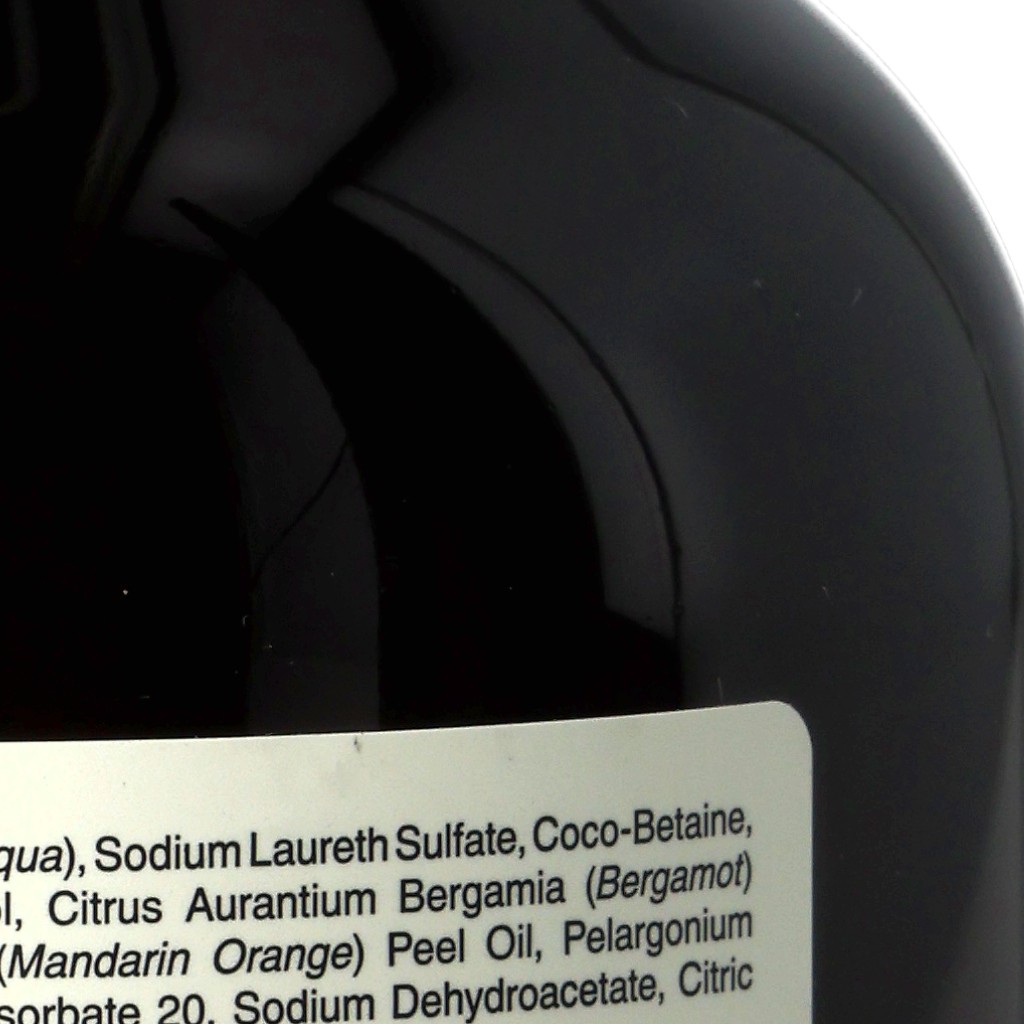 qua), Sodium Laureth Sulfate, Coco-Betaine,
l, Citrus Aurantium Bergamia (Bergamot)
(Mandarin Orange) Peel Oil, Pelargonium
sorbate 20, Sodium Dehydroacetate, Citric